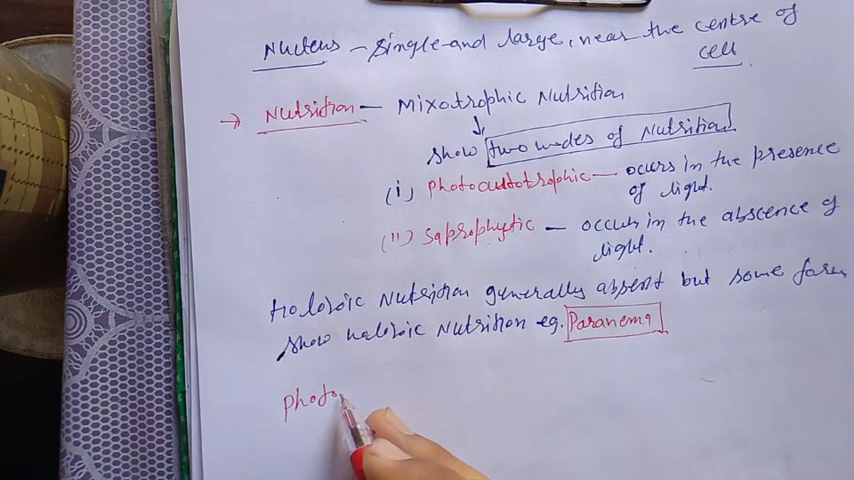 Nucleus - single and large, near the centre of
cell.
→ Nutrition - Mixotrophic Nutrition
↓
show two modes of Nutrition
(i) Photoautotrophic - occurs in the presence
of light.
(ii) Saprophytic - occurs in the abscence of
light.
Holozoic Nutrition generally absent but some form
show holozoic Nutrition eg. Paranema
Photo